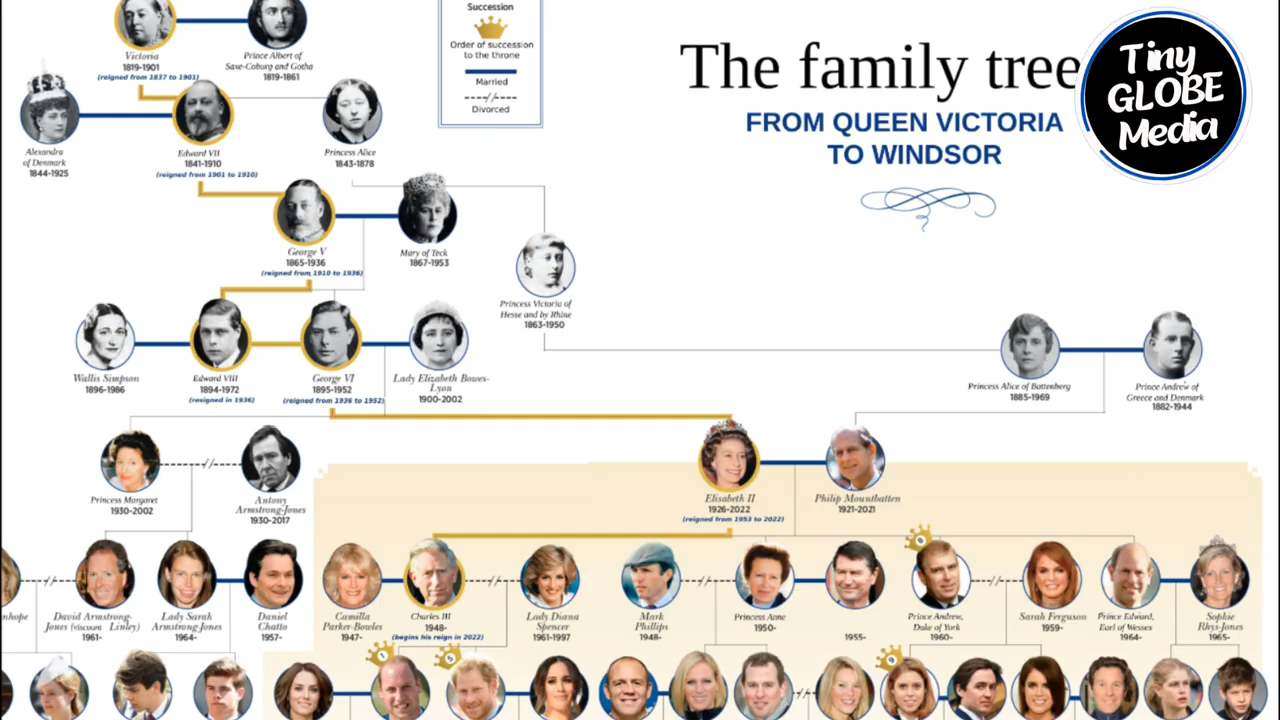 Succession
Order of succession
to the throne
Married
Divorced
The family tree
FROM QUEEN VICTORIA
TO WINDSOR
Tiny
GLOBE
Media
Victoria
1819-1901
(reigned from 1837 to 1901)
Prince Albert of
Saxe-Coburg and Gotha
1819-1861
Alexandra
of Denmark
1844-1925
Edward VII
1841-1910
(reigned from 1901 to 1910)
Princess Alice
1843-1878
George V
1865-1936
(reigned from 1910 to 1936)
Mary of Teck
1867-1953
Princess Victoria of
Hesse and by Rhine
1863-1950
Wallis Simpson
1896-1986
Edward VIII
1894-1972
(resigned in 1936)
George VI
1895-1952
(reigned from 1936 to 1952)
Lady Elizabeth Bowes-
Lyon
1900-2002
Princess Alice of Battenberg
1885-1969
Prince Andrew of
Greece and Denmark
1882-1944
Princess Margaret
1930-2002
Antony
Armstrong-Jones
1930-2017
Elisabeth II
1926-2022
(reigned from 1953 to 2022)
Philip Mountbatten
1921-2021
nhope
David Armstrong-
Jones (viscount Linley)
1961-
Lady Sarah
Armstrong-Jones
1964-
Daniel
Chatto
1957-
Camilla
Parker-Bowles
1947-
Charles III
1948-
(begins his reign in 2022)
Lady Diana
Spencer
1961-1997
Mark
Phillips
1948-
Princess Anne
1950-
1955-
8
Prince Andrew,
Duke of York
1960-
Sarah Ferguson
1959-
Prince Edward,
Earl of Wessex
1964-
Sophie
Rhys-Jones
1965-
1
5
9